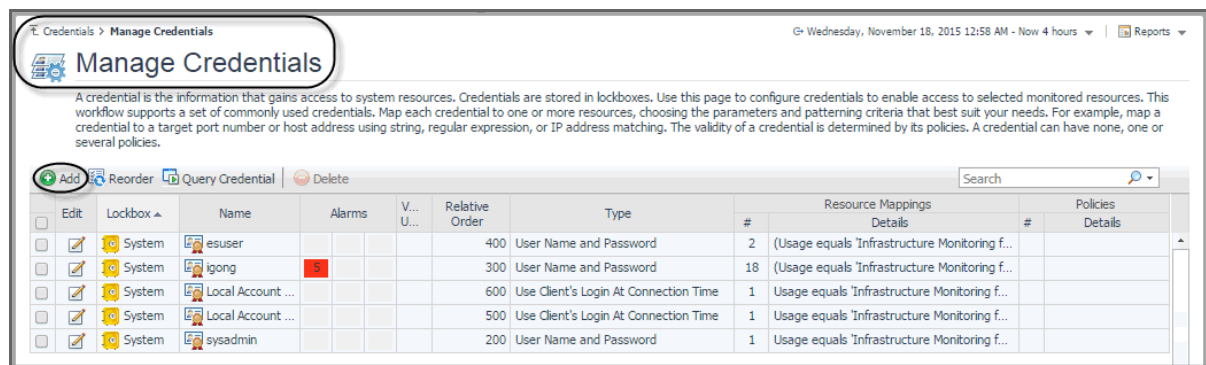 Credentials > Manage Credentials
Wednesday, November 18, 2015 12:58 AM - Now 4 hours | Reports
Manage Credentials
A credential is the information that gains access to system resources. Credentials are stored in lockboxes. Use this page to configure credentials to enable access to selected monitored resources. This
workflow supports a set of commonly used credentials. Map each credential to one or more resources, choosing the parameters and patterning criteria that best suit your needs. For example, map a
credential to a target port number or host address using string, regular expression, or IP address matching. The validity of a credential is determined by its policies. A credential can have none, one or
several policies.
Add Reorder Query Credential | Delete Search
Edit Lockbox Name Alarms V... U... Relative Order Type Resource Mappings # Details Policies # Details
System esuser 400 User Name and Password 2 (Usage equals 'Infrastructure Monitoring f...
System igong 5 300 User Name and Password 18 (Usage equals 'Infrastructure Monitoring f...
System Local Account ... 600 Use Client's Login At Connection Time 1 Usage equals 'Infrastructure Monitoring f...
System Local Account ... 500 Use Client's Login At Connection Time 1 Usage equals 'Infrastructure Monitoring f...
System sysadmin 200 User Name and Password 1 Usage equals 'Infrastructure Monitoring f...